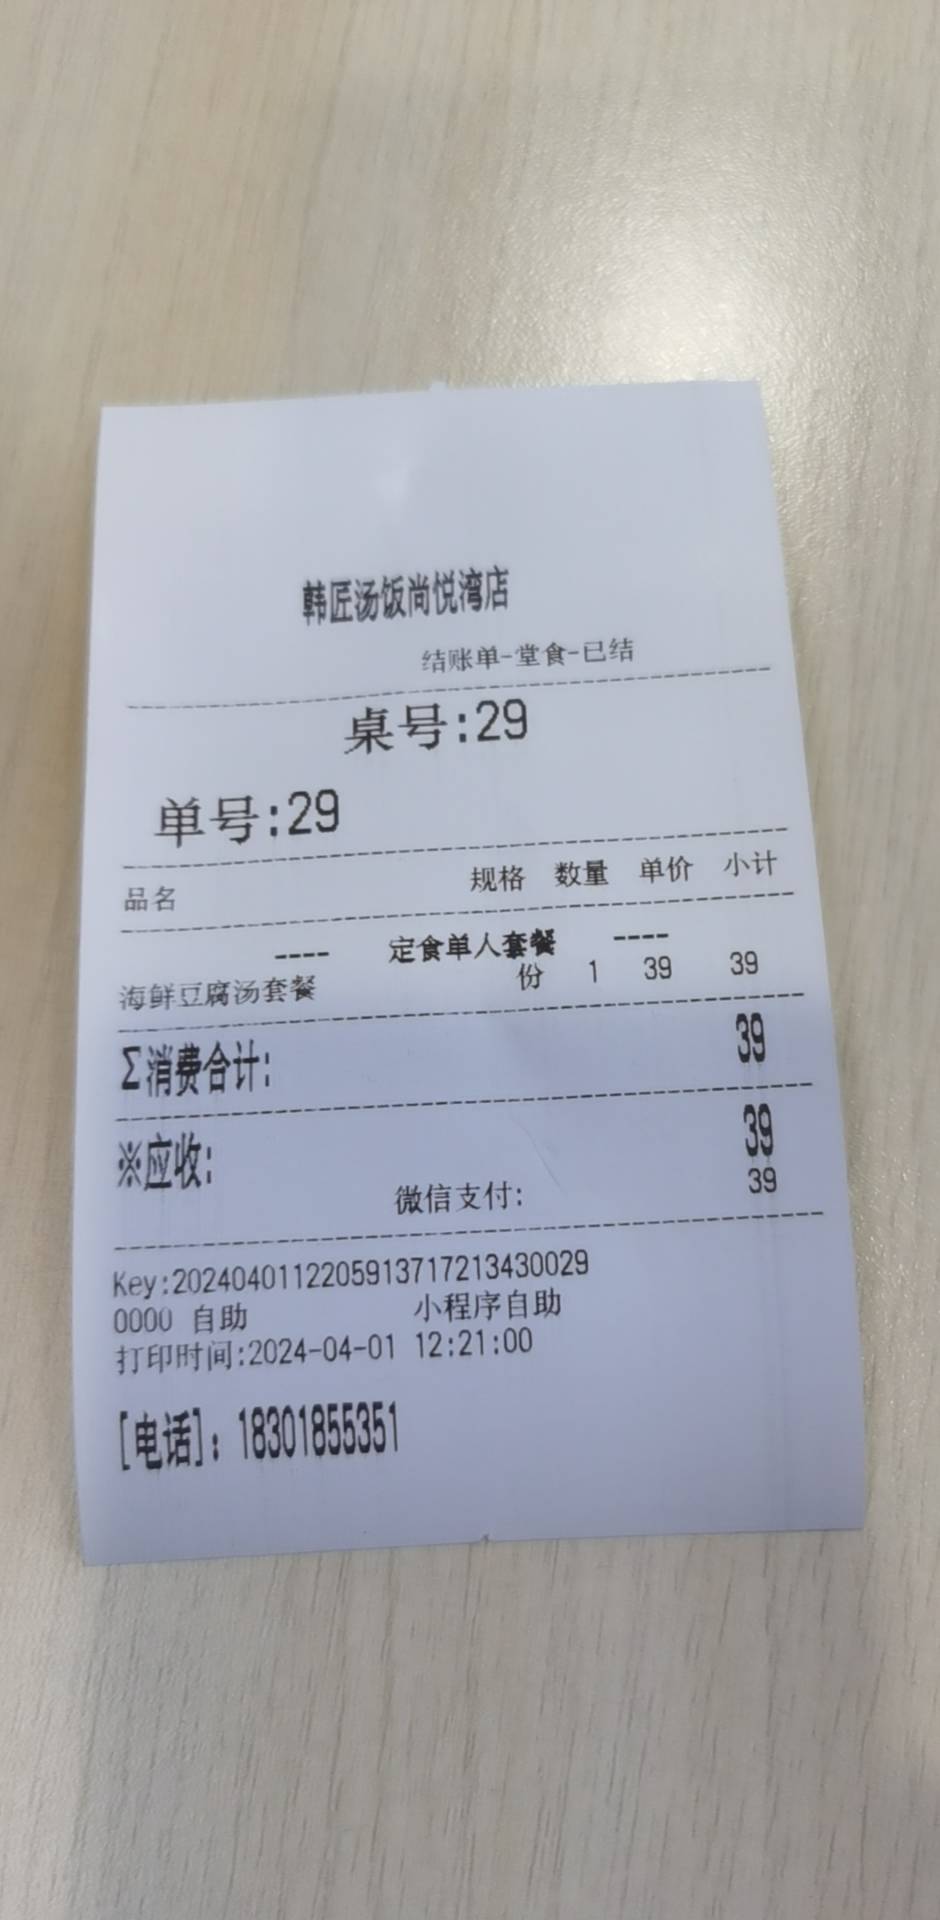 韩匠汤饭尚悦湾店
结账单-堂食-已结
桌号:29
单号:29
品名 规格 数量 单价 小计
---- 定食单人套餐 ----
海鲜豆腐汤套餐 份 1 39 39
Σ消费合计: 39
※应收: 39
微信支付: 39
Key:2024040112205913717213430029
0000 自助 小程序自助
打印时间:2024-04-01 12:21:00
[电话]: 18301855351